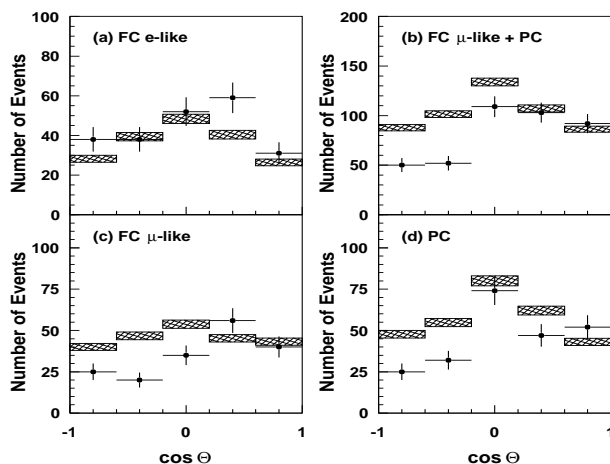 (a) FC e-like
Number of Events
100
80
60
40
20
0
(b) FC μ-like + PC
Number of Events
200
150
100
50
0
(c) FC μ-like
Number of Events
75
50
25
0
-1
0
1
cos Θ
(d) PC
Number of Events
75
50
25
0
-1
0
1
cos Θ